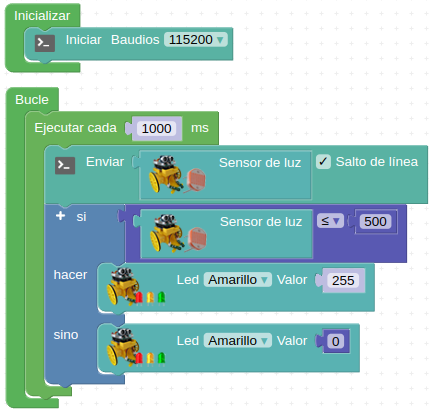 Inicializar
Iniciar Baudios 115200
Bucle
Ejecutar cada 1000 ms
Enviar Sensor de luz ✓ Salto de línea
+ si Sensor de luz ≤ 500
hacer Led Amarillo Valor 255
sino Led Amarillo Valor 0